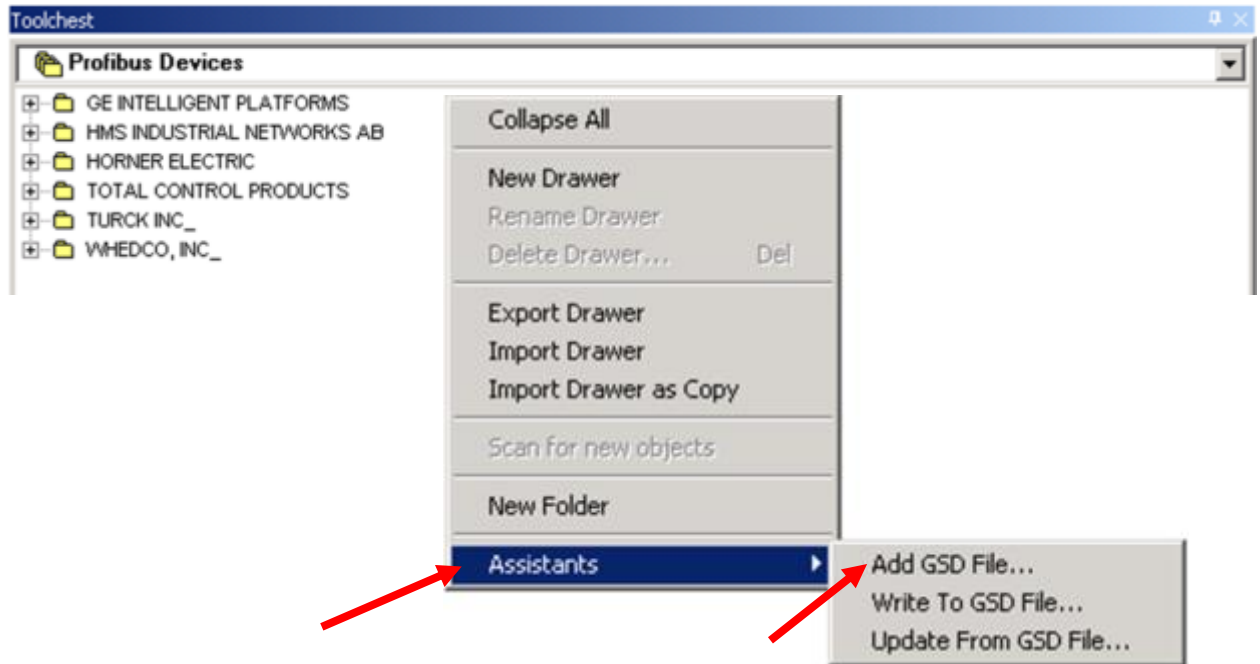 Toolchest
Profibus Devices
GE INTELLIGENT PLATFORMS
HMS INDUSTRIAL NETWORKS AB
HORNER ELECTRIC
TOTAL CONTROL PRODUCTS
TURCK INC_
WHEDCO, INC_
Collapse All
New Drawer
Rename Drawer
Delete Drawer... Del
Export Drawer
Import Drawer
Import Drawer as Copy
Scan for new objects
New Folder
Assistants
Add GSD File...
Write To GSD File...
Update From GSD File...